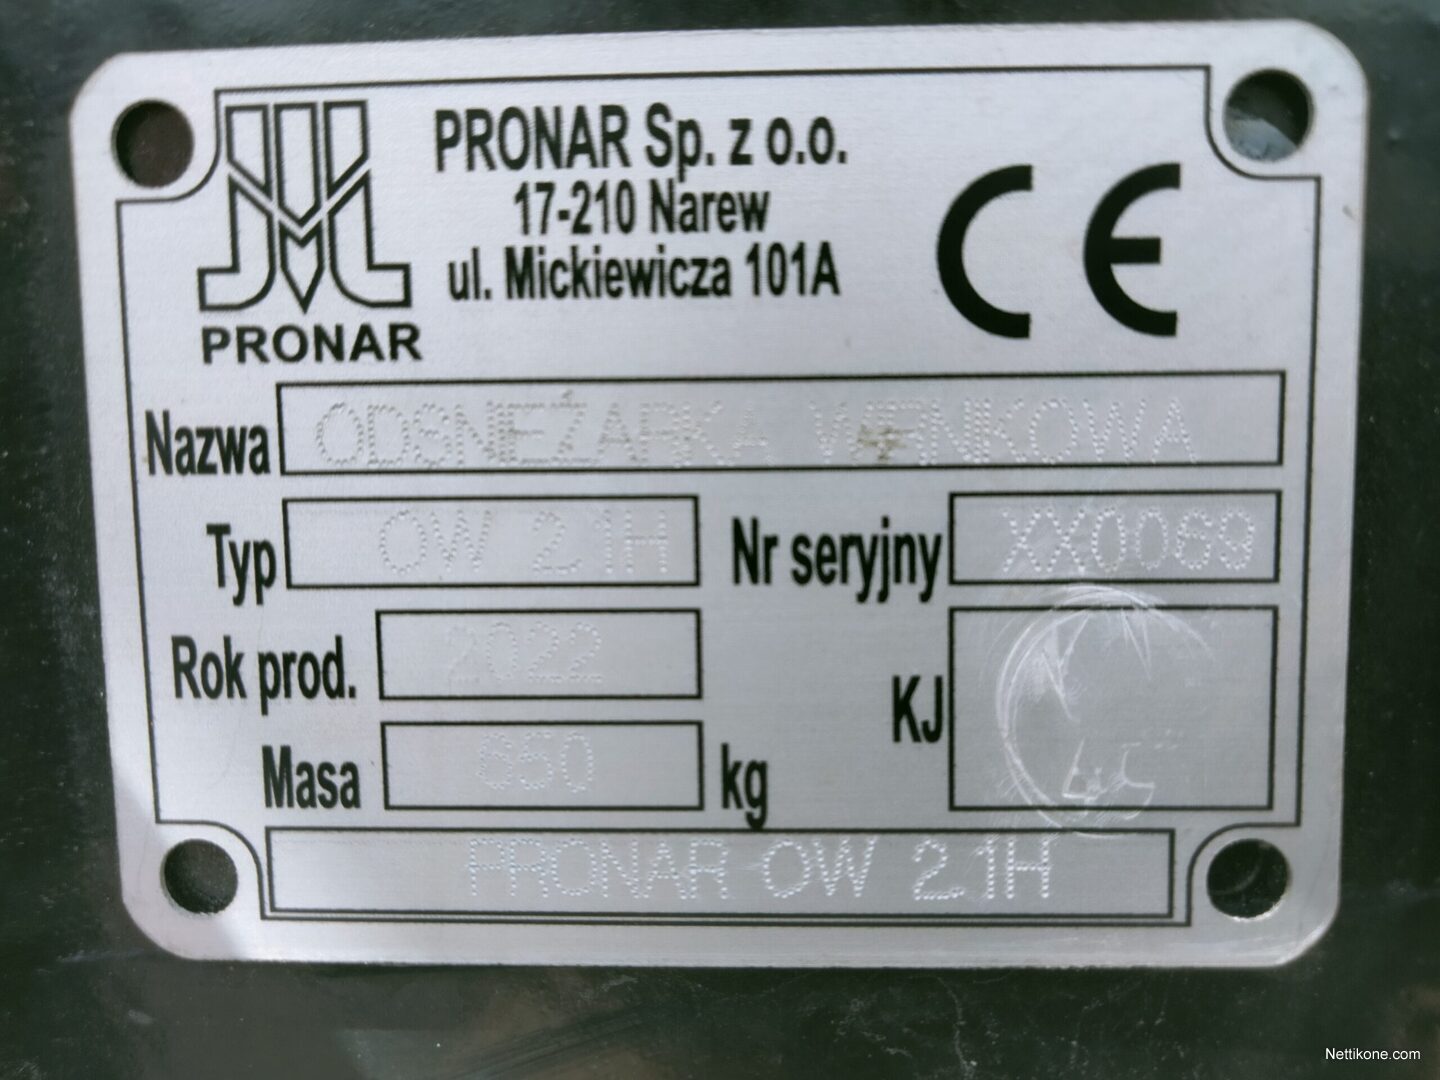 PRONAR Sp. z o.o.
17-210 Narew
ul. Mickiewicza 101A
CE
PRONAR
Nazwa ODSNIEŻARKA WIRNIKOWA
Typ OW 2.1H Nr seryjny XX0069
Rok prod. 2022
KJ
Masa 650 kg
PRONAR OW 2.1H
Nettikone.com